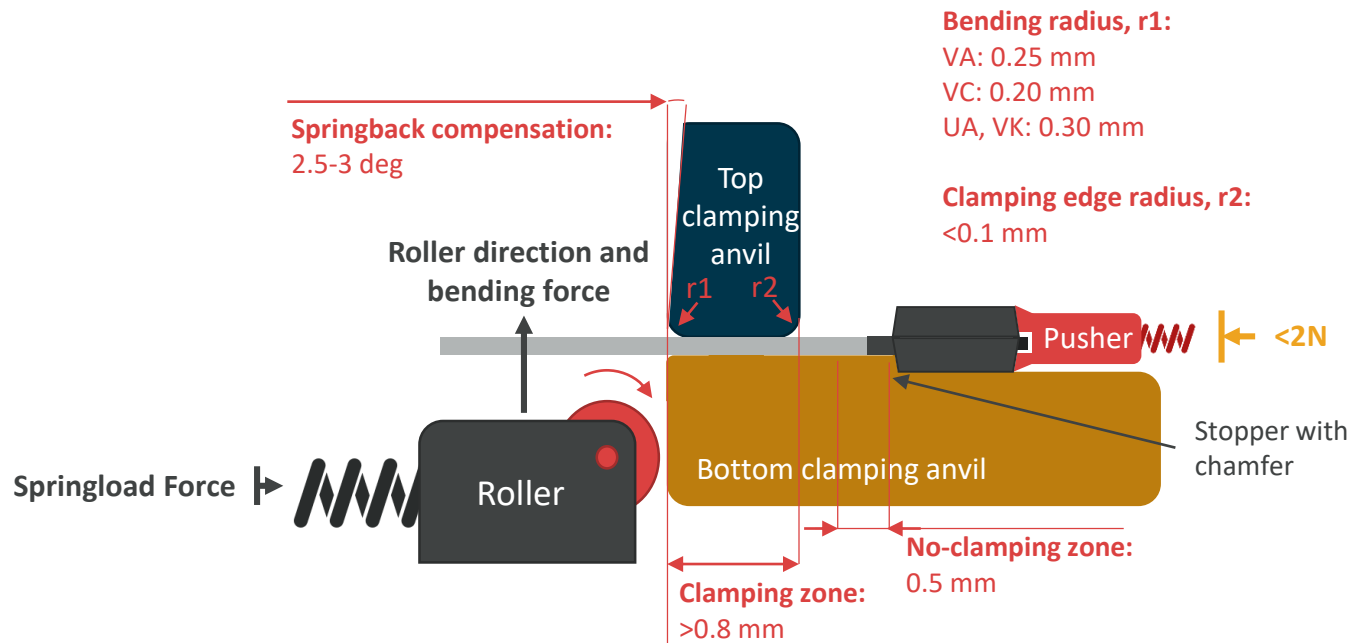 Bending radius, r1:
VA: 0.25 mm
VC: 0.20 mm
UA, VK: 0.30 mm
Springback compensation:
2.5-3 deg
Top
clamping
anvil
Clamping edge radius, r2:
<0.1 mm
Roller direction and
bending force
r1
r2
Pusher
<2N
Stopper with
chamfer
Bottom clamping anvil
Springload Force
Roller
No-clamping zone:
0.5 mm
Clamping zone:
>0.8 mm